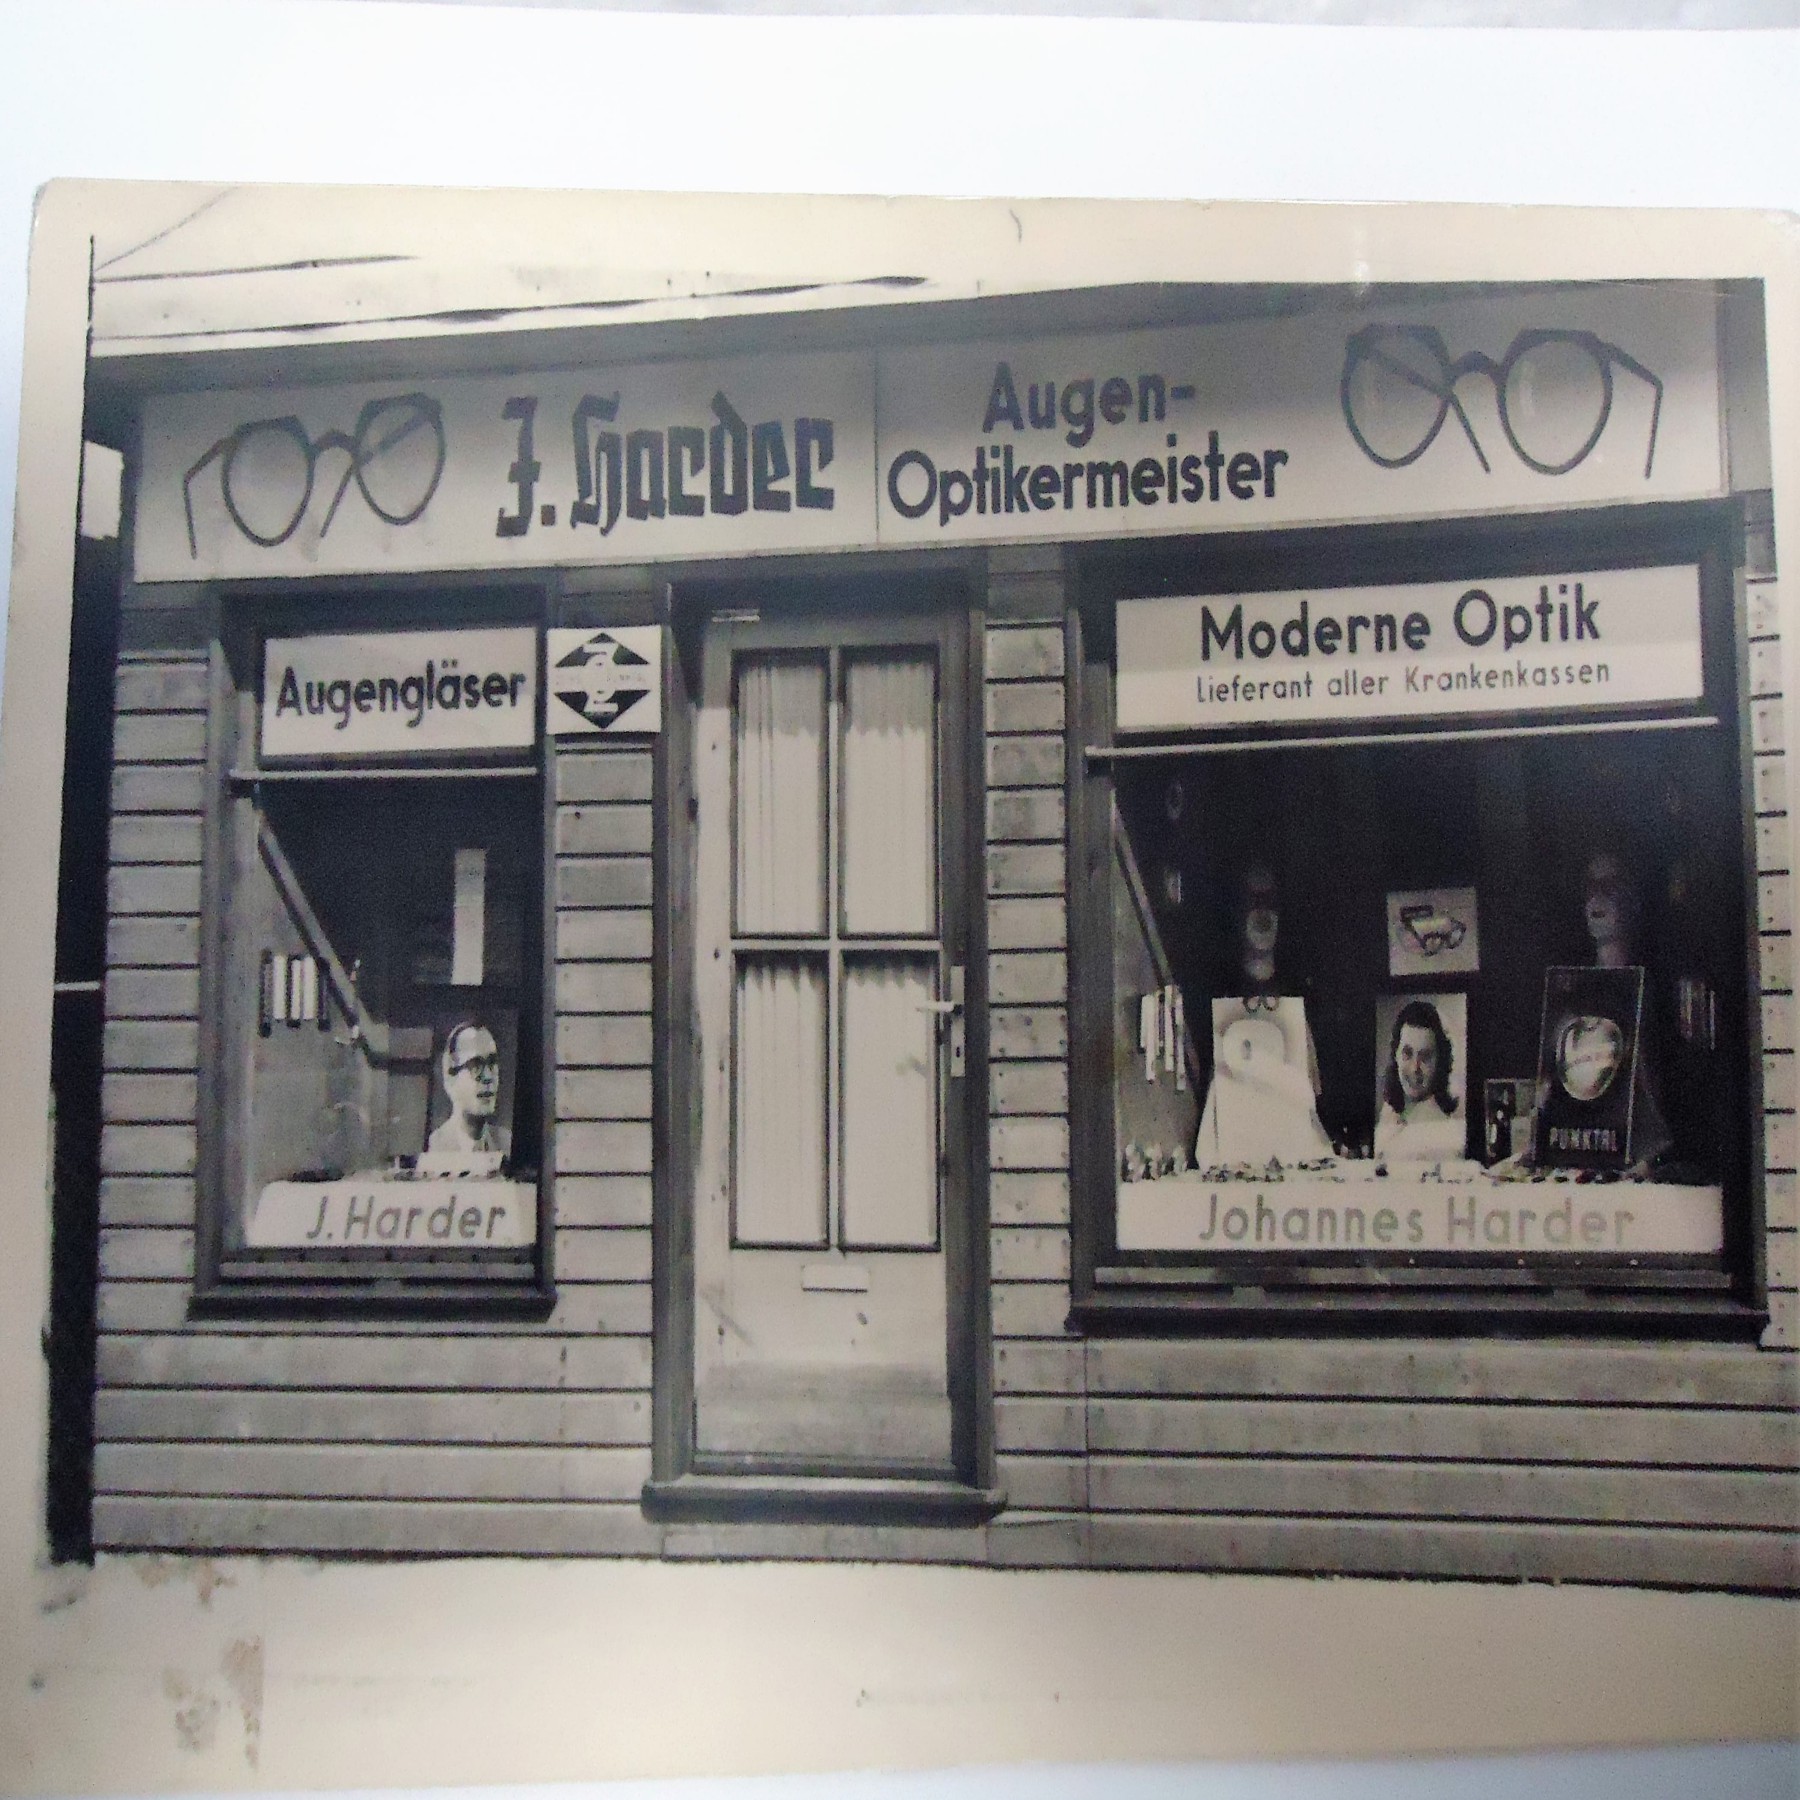 J. Harder
Augen-
Optikermeister
Augengläser
Moderne Optik
Lieferant aller Krankenkassen
PUNKTAL
J. Harder
Johannes Harder